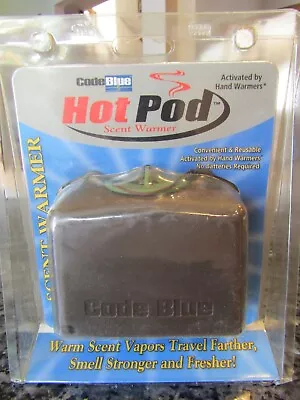 Code Blue
Activated by
Hand Warmers*
Hot Pod™
Scent Warmer
Convenient & Reusable
Activated by Hand Warmers
No Batteries Required
SCENT WARMER
Code Blue
Warm Scent Vapors Travel Farther,
Smell Stronger and Fresher!